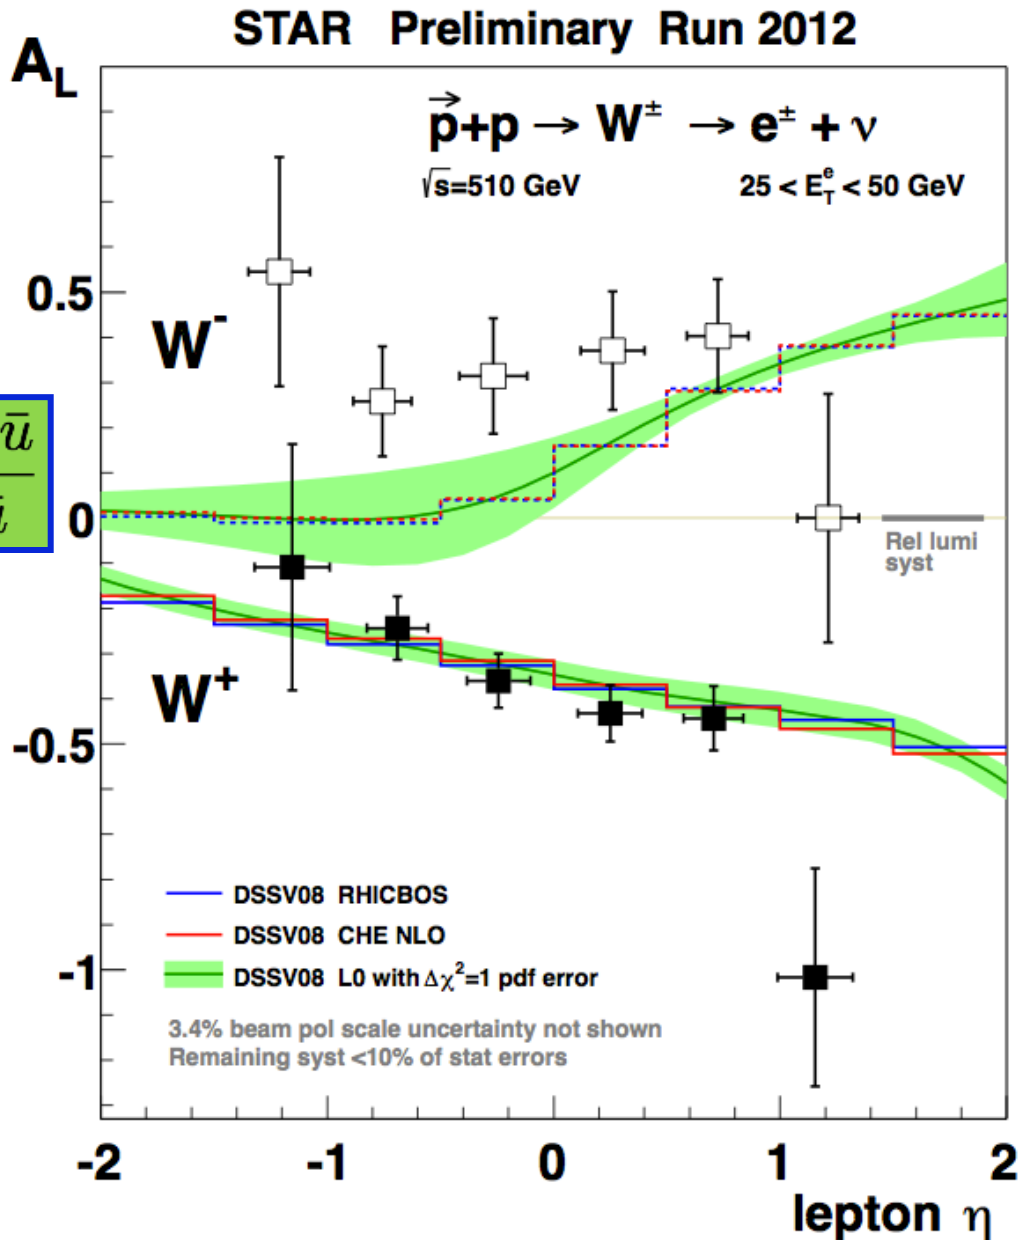 STAR Preliminary Run 2012
A_L
p⃗+p → W^± → e^± + ν
√s=510 GeV
25 < E_T^e < 50 GeV
0.5
W^-
ū
0
Rel lumi
syst
W^+
-0.5
DSSV08 RHICBOS
DSSV08 CHE NLO
-1
DSSV08 L0 with Δχ²=1 pdf error
3.4% beam pol scale uncertainty not shown
Remaining syst <10% of stat errors
-2 -1 0 1 2
lepton η